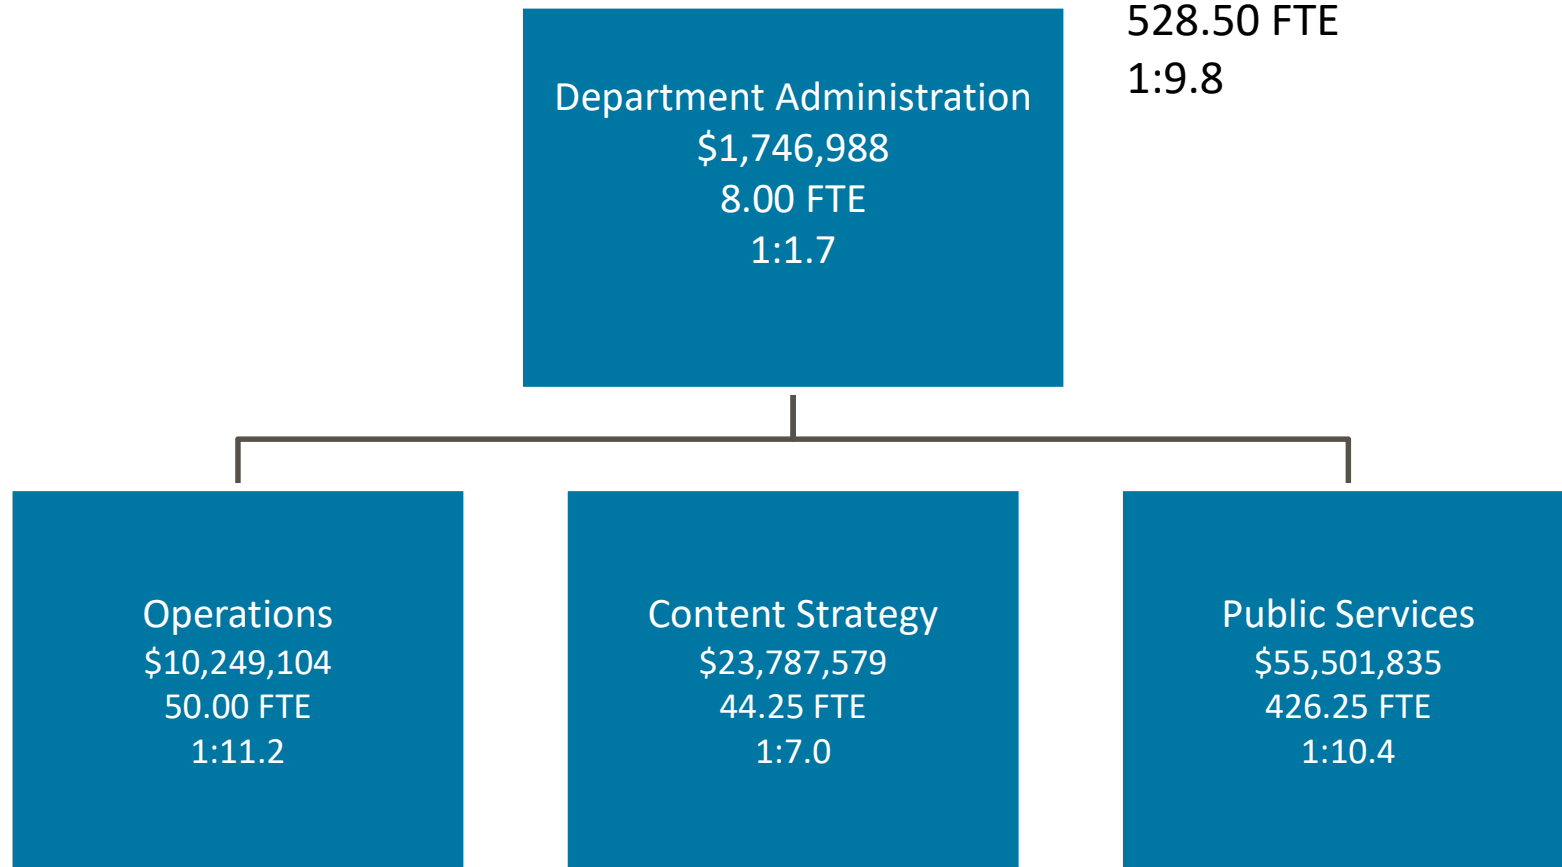 528.50 FTE
1:9.8
Department Administration
$1,746,988
8.00 FTE
1:1.7
Operations
$10,249,104
50.00 FTE
1:11.2
Content Strategy
$23,787,579
44.25 FTE
1:7.0
Public Services
$55,501,835
426.25 FTE
1:10.4